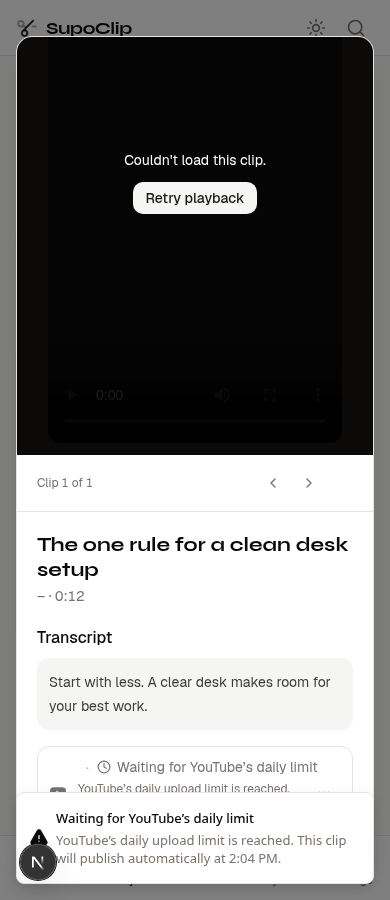 SupoClip
Couldn't load this clip.
Retry playback
0:00
Clip 1 of 1
The one rule for a clean desk
setup
– · 0:12
Transcript
Start with less. A clear desk makes room for
your best work.
· Waiting for YouTube's daily limit
YouTube's daily upload limit is reached.
Waiting for YouTube's daily limit
YouTube's daily upload limit is reached. This clip
will publish automatically at 2:04 PM.
N